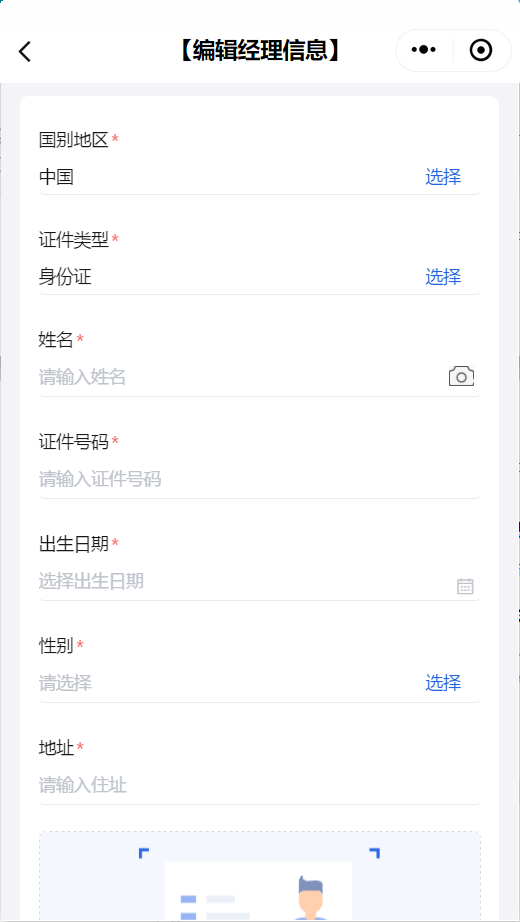 【编辑经理信息】
国别地区*
中国 选择
证件类型*
身份证 选择
姓名*
请输入姓名
证件号码*
请输入证件号码
出生日期*
选择出生日期
性别*
请选择 选择
地址*
请输入住址